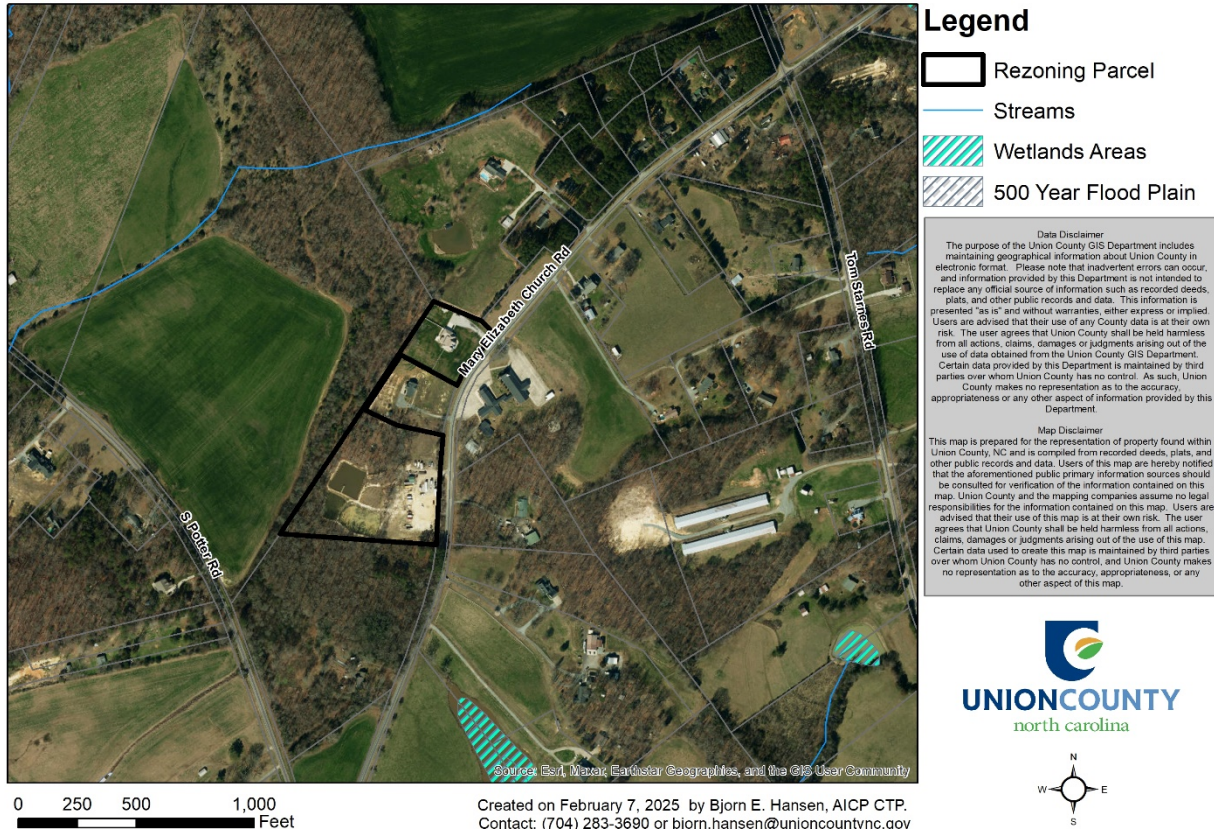 Legend
Rezoning Parcel
Streams
Wetlands Areas
500 Year Flood Plain
Data Disclaimer
The purpose of the Union County GIS Department includes
maintaining geographical information about Union County in
electronic format. Please note that inadvertent errors can occur,
and information provided by this Department is not intended to
replace any official source of information such as recorded deeds,
plats, and other public records and data. This information is
presented "as is" and without warranties, either express or implied.
Users are advised that their use of any County data is at their own
risk. The user agrees that Union County shall be held harmless
from all actions, claims, damages or judgments arising out of the
use of data obtained from the Union County GIS Department.
Certain data provided by this Department is maintained by third
parties over whom Union County has no control. As such, Union
County makes no representation as to the accuracy,
appropriateness or any other aspect of information provided by this
Department.
Map Disclaimer
This map is prepared for the representation of property found within
Union County, NC and is compiled from recorded deeds, plats, and
other public records and data. Users of this map are hereby notified
that the aforementioned public primary information sources should
be consulted for verification of the information contained on this
map. Union County and the mapping companies assume no legal
responsibilities for the information contained on this map. Users are
advised that their use of this map is at their own risk. The user
agrees that Union County shall be held harmless from all actions,
claims, damages or judgments arising out of the use of this map.
Certain data used to create this map is maintained by third parties
over whom Union County has no control, and Union County makes
no representation as to the accuracy, appropriateness, or any
other aspect of this map.
Mary Elizabeth Church Rd
Tom Starnes Rd
S Potter Rd
Source: Esri, Maxar, Earthstar Geographics, and the GIS User Community
UNIONCOUNTY
north carolina
N
W E
S
0 250 500 1,000
Feet
Created on February 7, 2025 by Bjorn E. Hansen, AICP CTP.
Contact: (704) 283-3690 or bjorn.hansen@unioncountync.gov